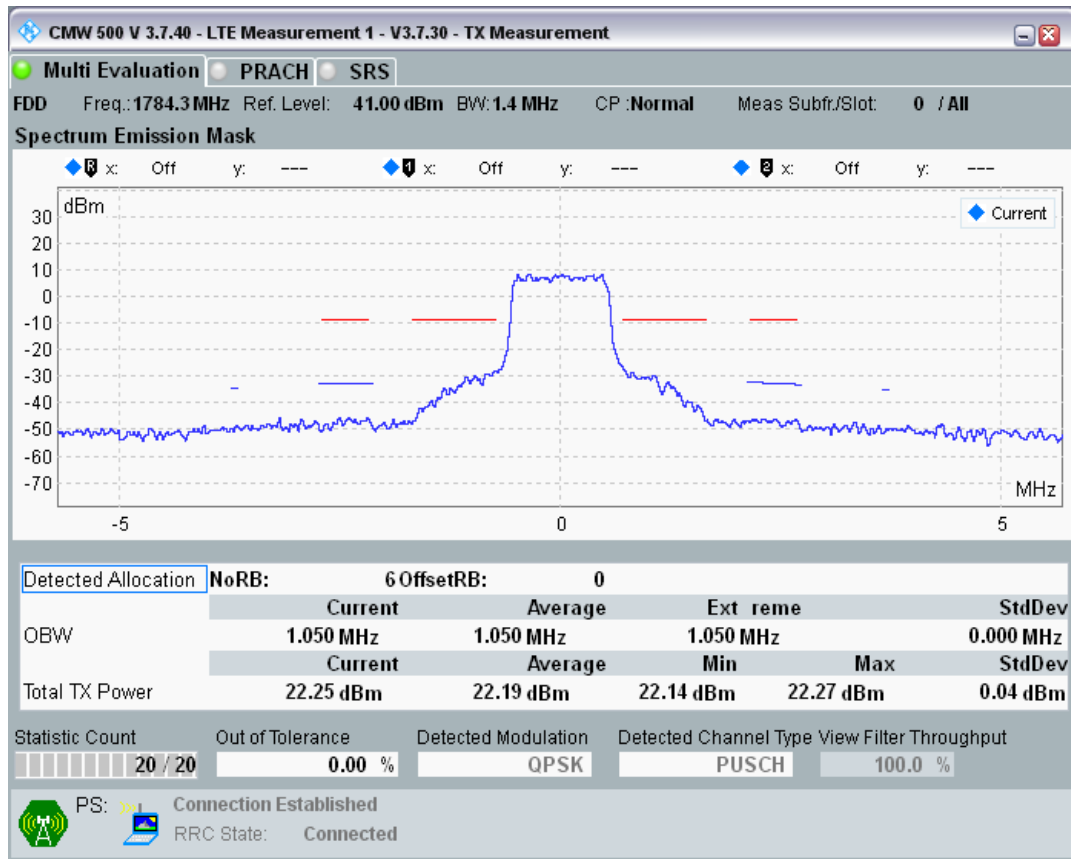 CMW 500 V 3.7.40 - LTE Measurement 1 - V3.7.30 - TX Measurement
Multi Evaluation PRACH SRS
FDD Freq.:1784.3 MHz Ref. Level: 41.00 dBm BW:1.4 MHz CP :Normal Meas Subfr./Slot: 0 / All
Spectrum Emission Mask
R x: Off y: --- 1 x: Off y: --- 2 x: Off y: ---
dBm
Current
30
20
10
0
-10
-20
-30
-40
-50
-60
-70
MHz
-5 0 5
Detected Allocation NoRB: 6 OffsetRB: 0
Current Average Ext reme StdDev
OBW 1.050 MHz 1.050 MHz 1.050 MHz 0.000 MHz
Current Average Min Max StdDev
Total TX Power 22.25 dBm 22.19 dBm 22.14 dBm 22.27 dBm 0.04 dBm
Statistic Count Out of Tolerance Detected Modulation Detected Channel Type View Filter Throughput
20 / 20 0.00 % QPSK PUSCH 100.0 %
PS: Connection Established
RRC State: Connected